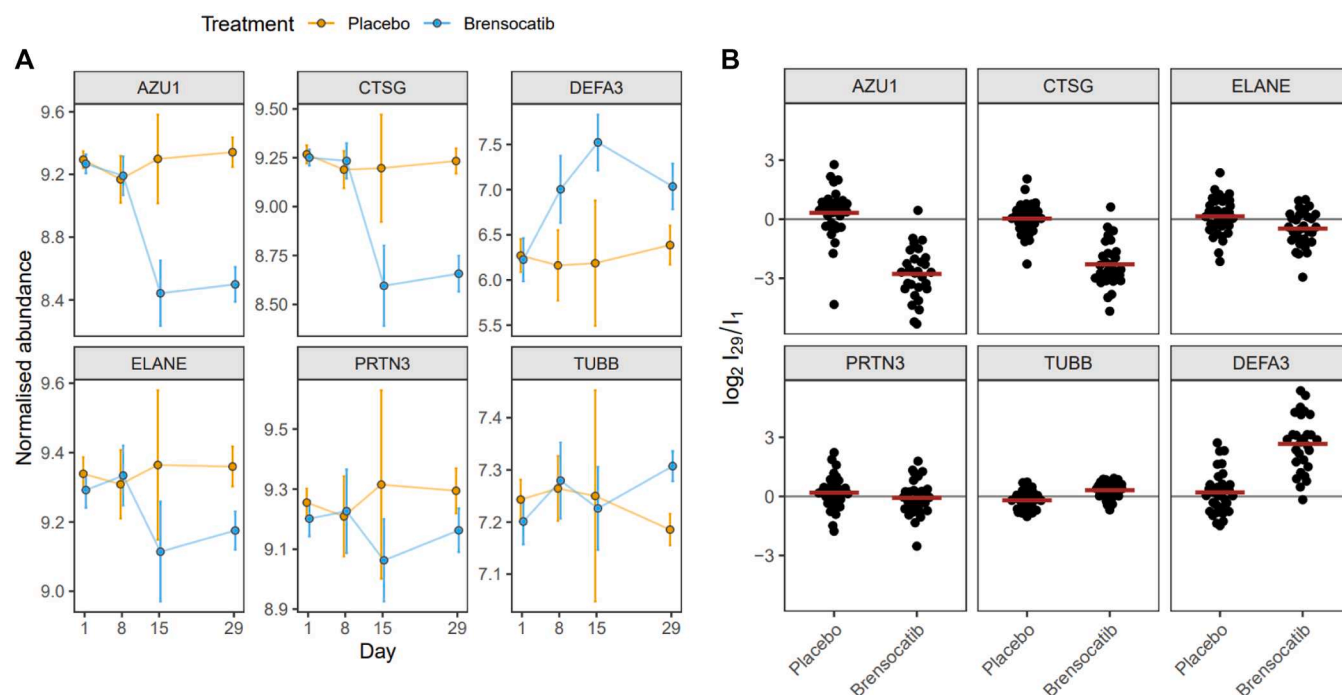 Treatment Placebo Brensocatib
A
AZU1 CTSG DEFA3
9.6
9.2
8.8
8.4
9.50
9.25
9.00
8.75
8.50
7.5
7.0
6.5
6.0
5.5
Normalised abundance
ELANE PRTN3 TUBB
9.6
9.4
9.2
9.0
9.5
9.3
9.1
8.9
7.4
7.3
7.2
7.1
1 8 15 29 1 8 15 29 1 8 15 29
Day
B
AZU1 CTSG ELANE
3
0
-3
log2 I29/I1
PRTN3 TUBB DEFA3
3
0
-3
Placebo Brensocatib Placebo Brensocatib Placebo Brensocatib